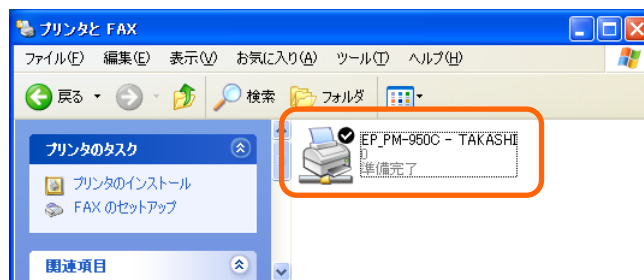 プリンタと FAX
ファイル(F) 編集(E) 表示(V) お気に入り(A) ツール(T) ヘルプ(H)
戻る 検索 フォルダ
プリンタのタスク
プリンタのインストール
FAX のセットアップ
関連項目
EP_PM-950C - TAKASHI
0
準備完了